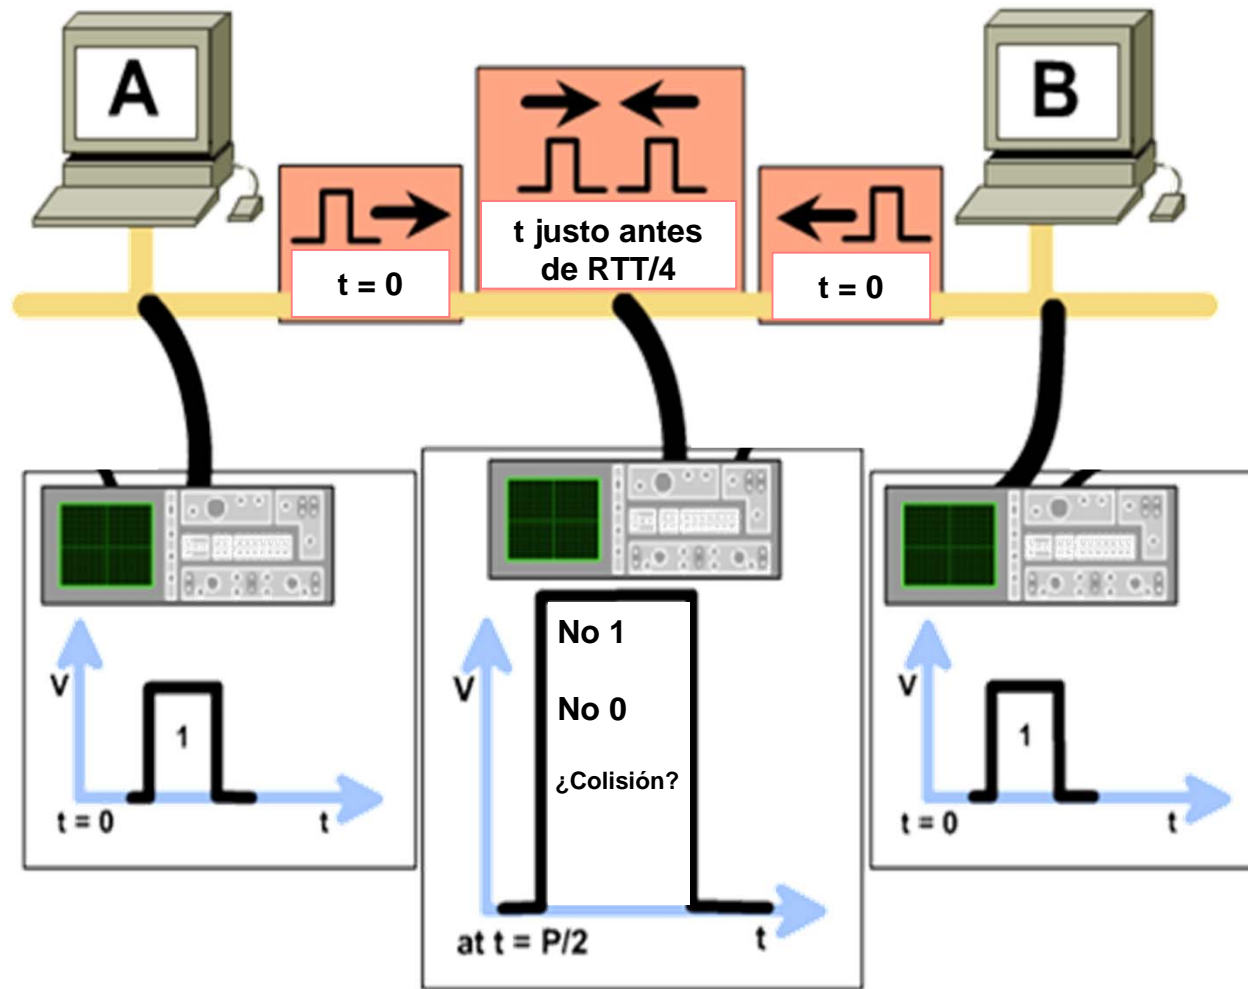 A
B
t justo antes
de RTT/4
t = 0
t = 0
No 1
No 0
¿Colisión?
V
1
t = 0
t
V
at t = P/2
t
V
1
t = 0
t